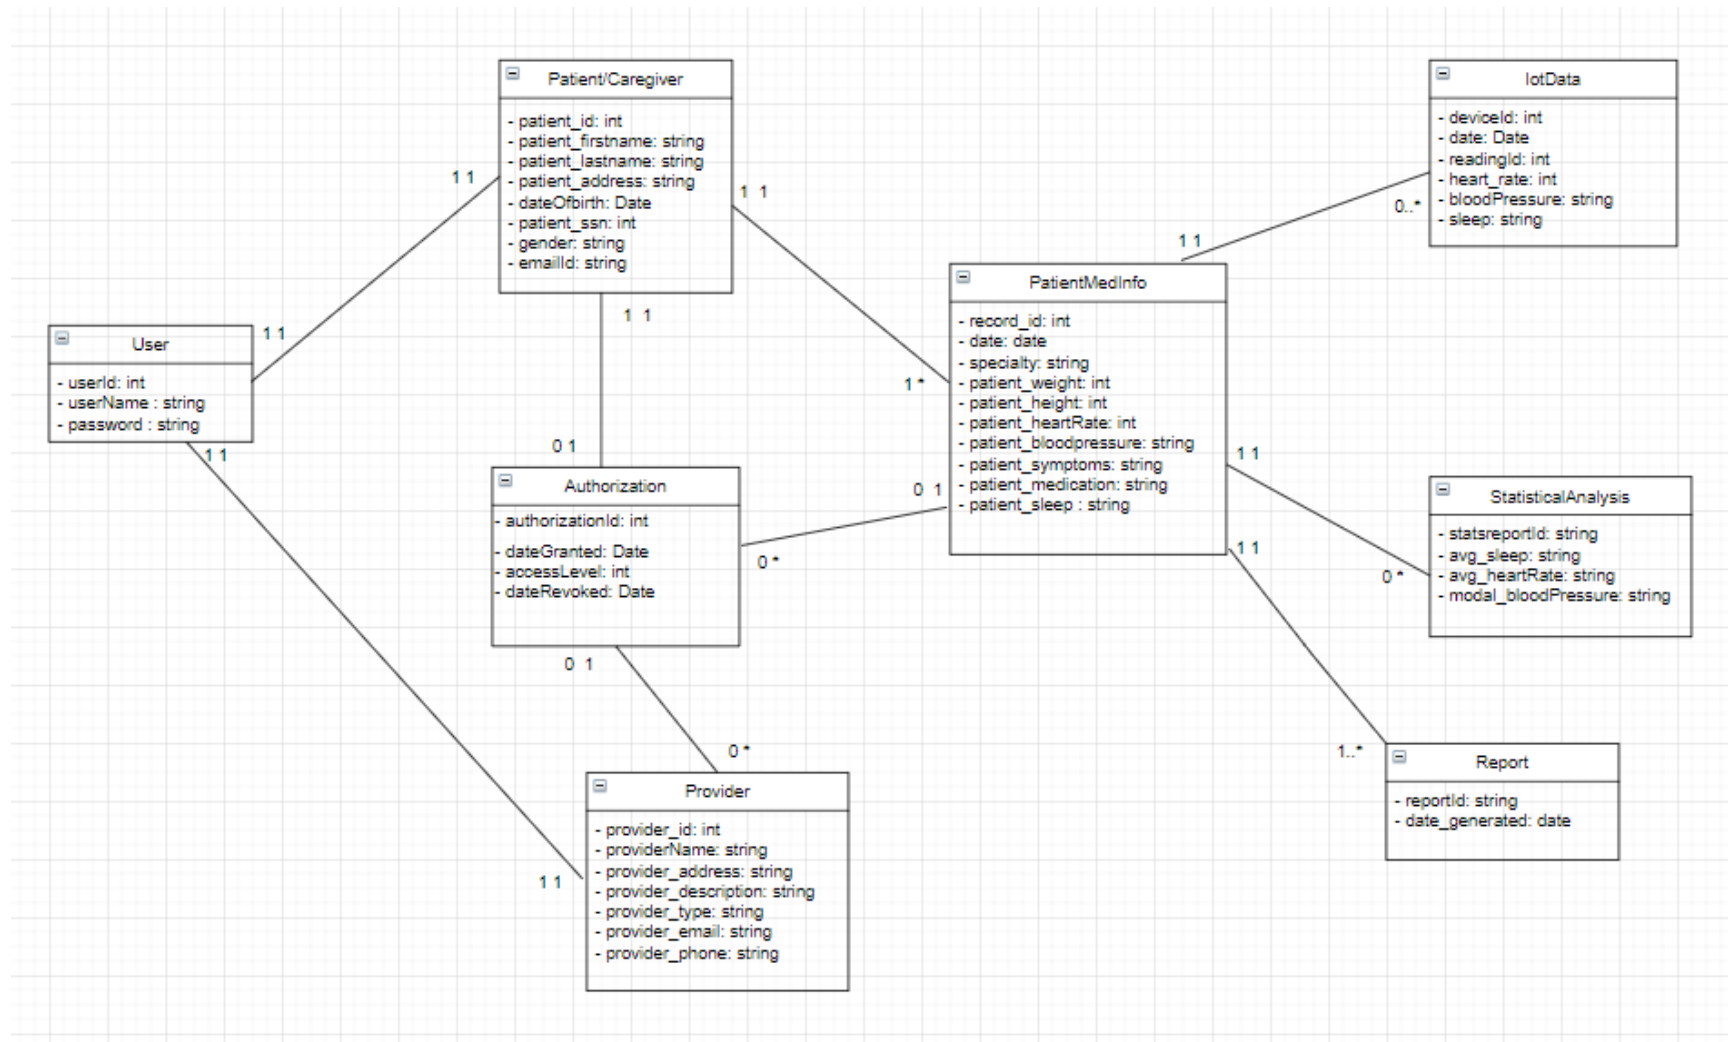 Patient/Caregiver
- patient_id: int
- patient_firstname: string
- patient_lastname: string
- patient_address: string
- dateOfbirth: Date
- patient_ssn: int
- gender: string
- emailId: string
IotData
- deviceId: int
- date: Date
- readingId: int
- heart_rate: int
- bloodPressure: string
- sleep: string
1 1
1 1
0..*
1 1
PatientMedInfo
- record_id: int
- date: date
- specialty: string
- patient_weight: int
- patient_height: int
- patient_heartRate: int
- patient_bloodpressure: string
- patient_symptoms: string
- patient_medication: string
- patient_sleep : string
1 1
1 1
User
- userId: int
- userName : string
- password : string
1 *
1 1
0 1
1 1
0 1
Authorization
- authorizationId: int
- dateGranted: Date
- accessLevel: int
- dateRevoked: Date
StatisticalAnalysis
- statsreportId: string
- avg_sleep: string
- avg_heartRate: string
- modal_bloodPressure: string
0 *
1 1
0 *
0 1
0 *
1..*
Report
- reportId: string
- date_generated: date
Provider
- provider_id: int
- providerName: string
- provider_address: string
- provider_description: string
- provider_type: string
- provider_email: string
- provider_phone: string
1 1